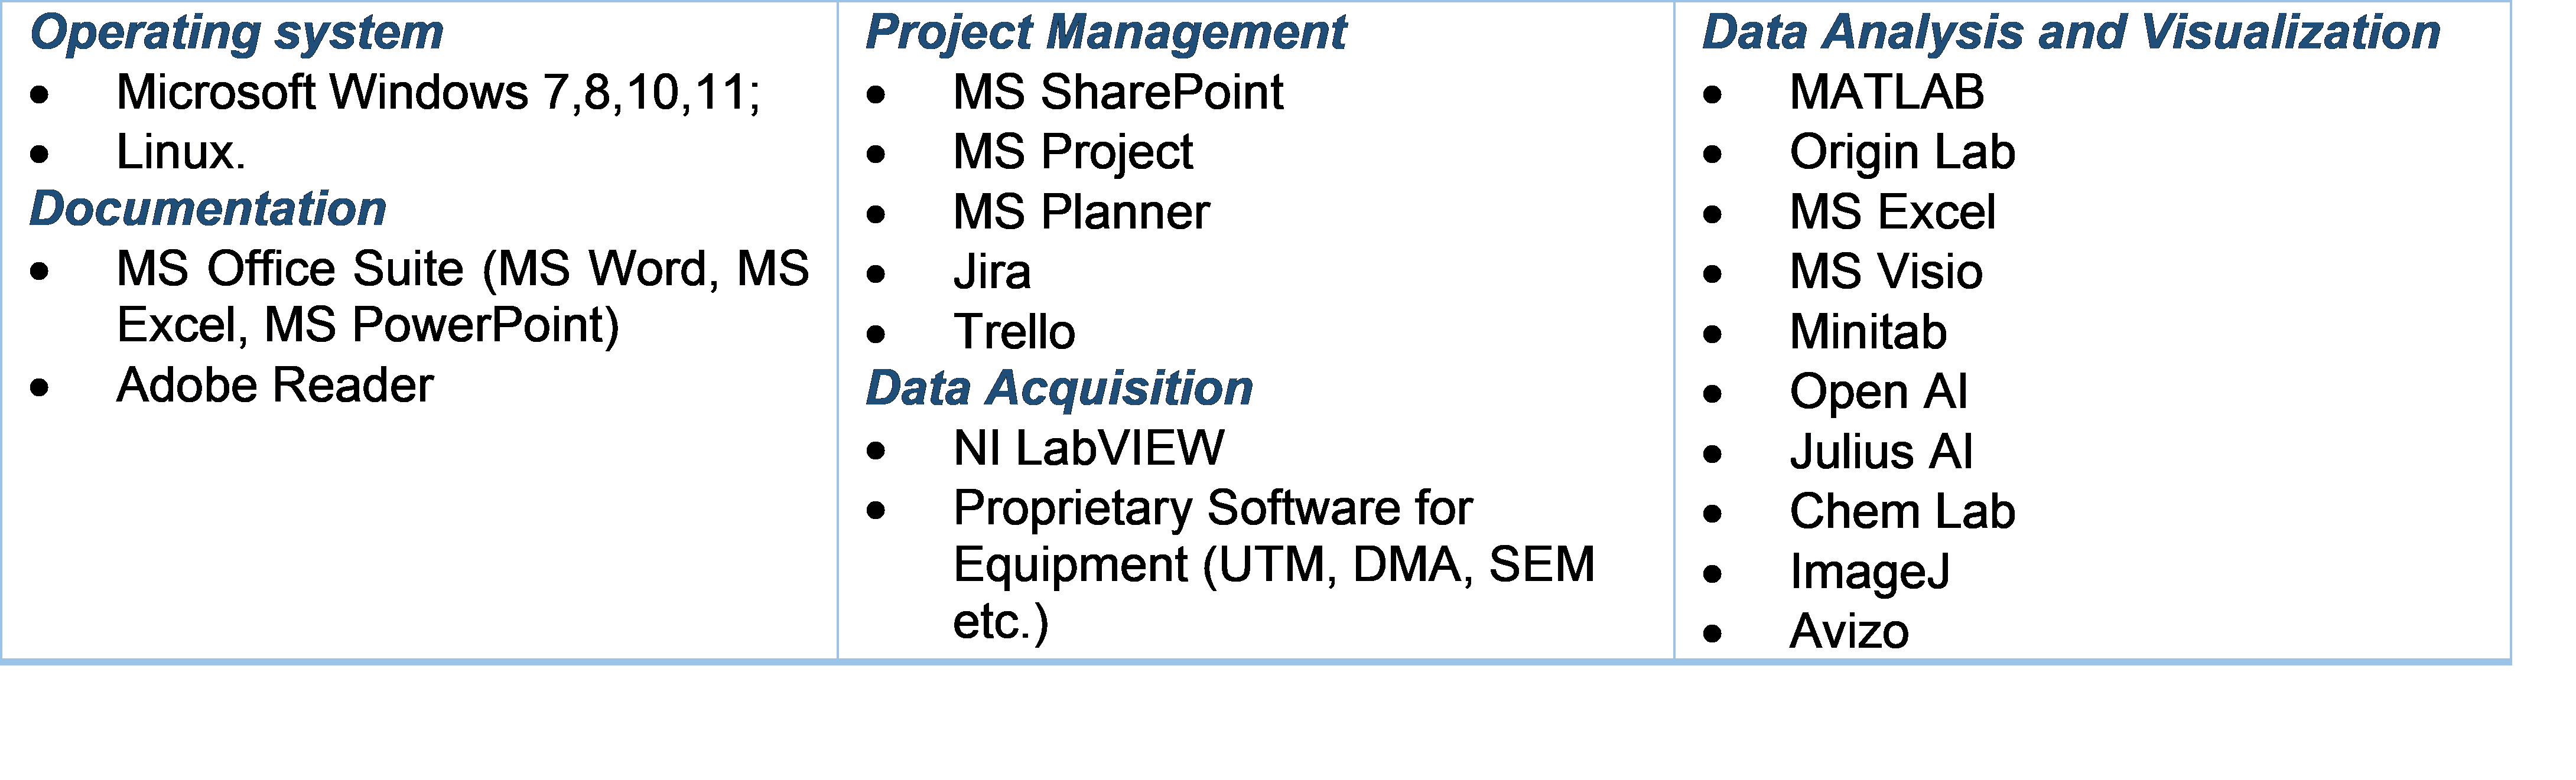 Operating system
• Microsoft Windows 7,8,10,11;
• Linux.
Documentation
• MS Office Suite (MS Word, MS
Excel, MS PowerPoint)
• Adobe Reader
Project Management
• MS SharePoint
• MS Project
• MS Planner
• Jira
• Trello
Data Acquisition
• NI LabVIEW
• Proprietary Software for
Equipment (UTM, DMA, SEM
etc.)
Data Analysis and Visualization
• MATLAB
• Origin Lab
• MS Excel
• MS Visio
• Minitab
• Open AI
• Julius AI
• Chem Lab
• ImageJ
• Avizo